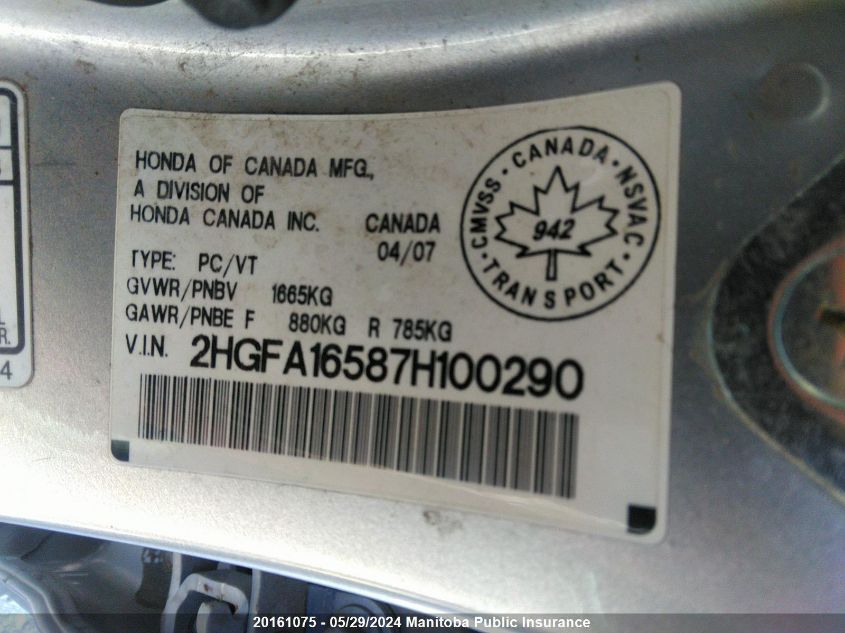 HONDA OF CANADA MFG.,
A DIVISION OF
HONDA CANADA INC. CANADA
04/07
TYPE: PC/VT
GVWR/PNBV 1665KG
GAWR/PNBE F 880KG R 785KG
V.I.N. 2HGFA16587H100290
CMVSS • CANADA • NSVAC • TRANSPORT •
942
R.
4
20161075 - 05/29/2024 Manitoba Public Insurance